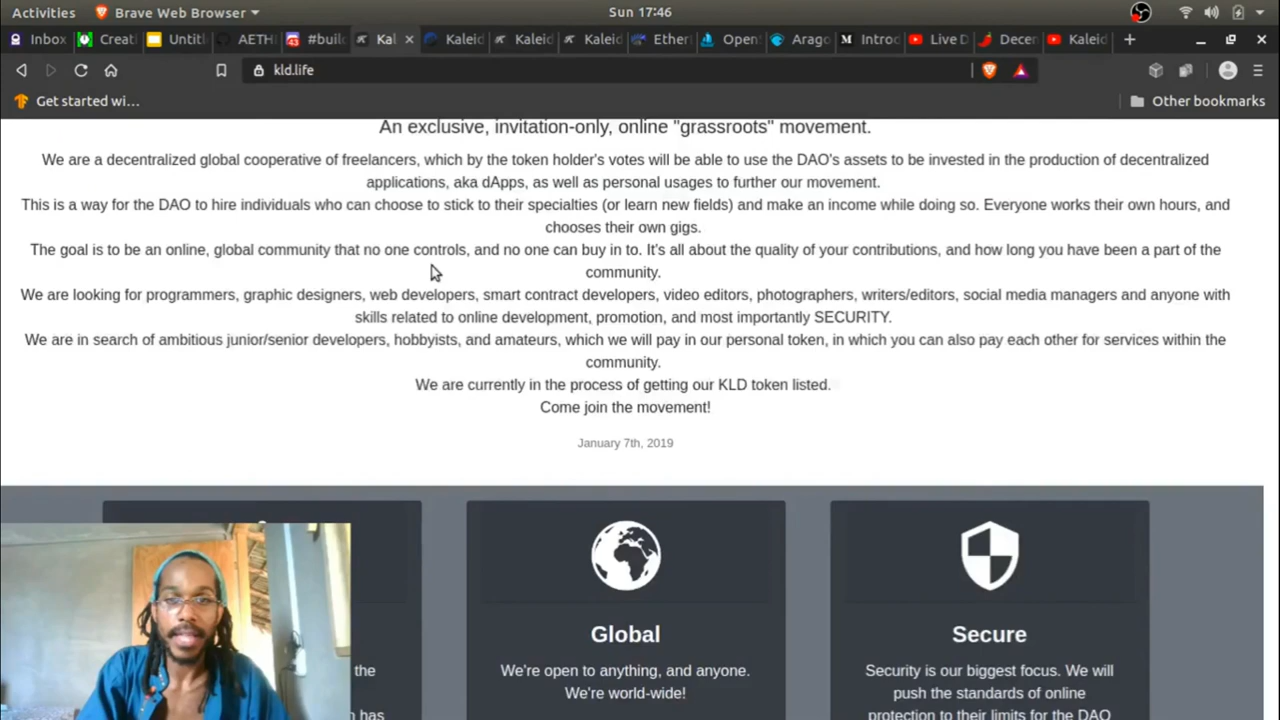 Activities
Brave Web Browser
Sun 17:46
Inbox
Creati
Untitl
AETHI
43
#buil
Kal
Kaleid
Kaleid
Kaleid
Ether
Open
Arago
M
Introd
Live D
Decer
Kaleid
kld.life
Get started wi...
Other bookmarks
An exclusive, invitation-only, online "grassroots" movement.
We are a decentralized global cooperative of freelancers, which by the token holder's votes will be able to use the DAO's assets to be invested in the production of decentralized
applications, aka dApps, as well as personal usages to further our movement.
This is a way for the DAO to hire individuals who can choose to stick to their specialties (or learn new fields) and make an income while doing so. Everyone works their own hours, and
chooses their own gigs.
The goal is to be an online, global community that no one controls, and no one can buy in to. It's all about the quality of your contributions, and how long you have been a part of the
community.
We are looking for programmers, graphic designers, web developers, smart contract developers, video editors, photographers, writers/editors, social media managers and anyone with
skills related to online development, promotion, and most importantly SECURITY.
We are in search of ambitious junior/senior developers, hobbyists, and amateurs, which we will pay in our personal token, in which you can also pay each other for services within the
community.
We are currently in the process of getting our KLD token listed.
Come join the movement!
January 7th, 2019
Global
Secure
the
We're open to anything, and anyone.
Security is our biggest focus. We will
We're world-wide!
push the standards of online
has
protection to their limits for the DAO